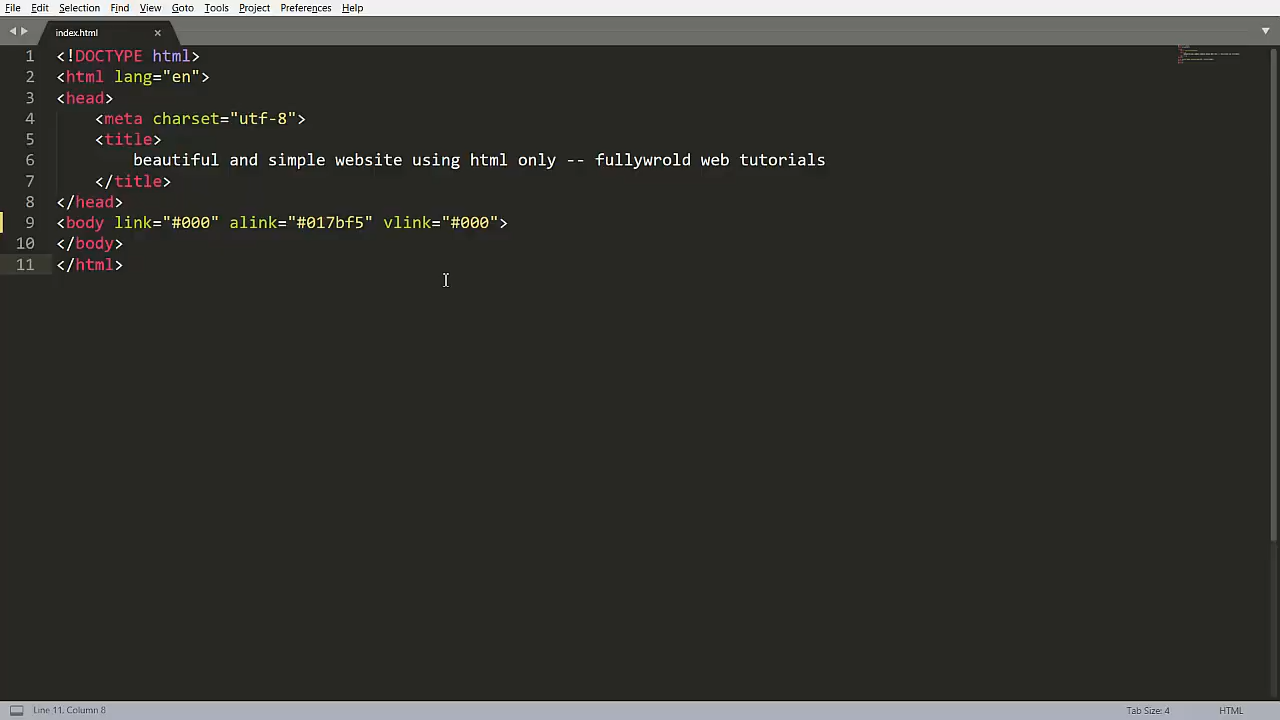 File Edit Selection Find View Goto Tools Project Preferences Help
index.html ×
1 <!DOCTYPE html>
2 <html lang="en">
3 <head>
4 <meta charset="utf-8">
5 <title>
6 beautiful and simple website using html only -- fullywrold web tutorials
7 </title>
8 </head>
9 <body link="#000" alink="#017bf5" vlink="#000">
10 </body>
11 </html>
Line 11, Column 8 Tab Size: 4 HTML